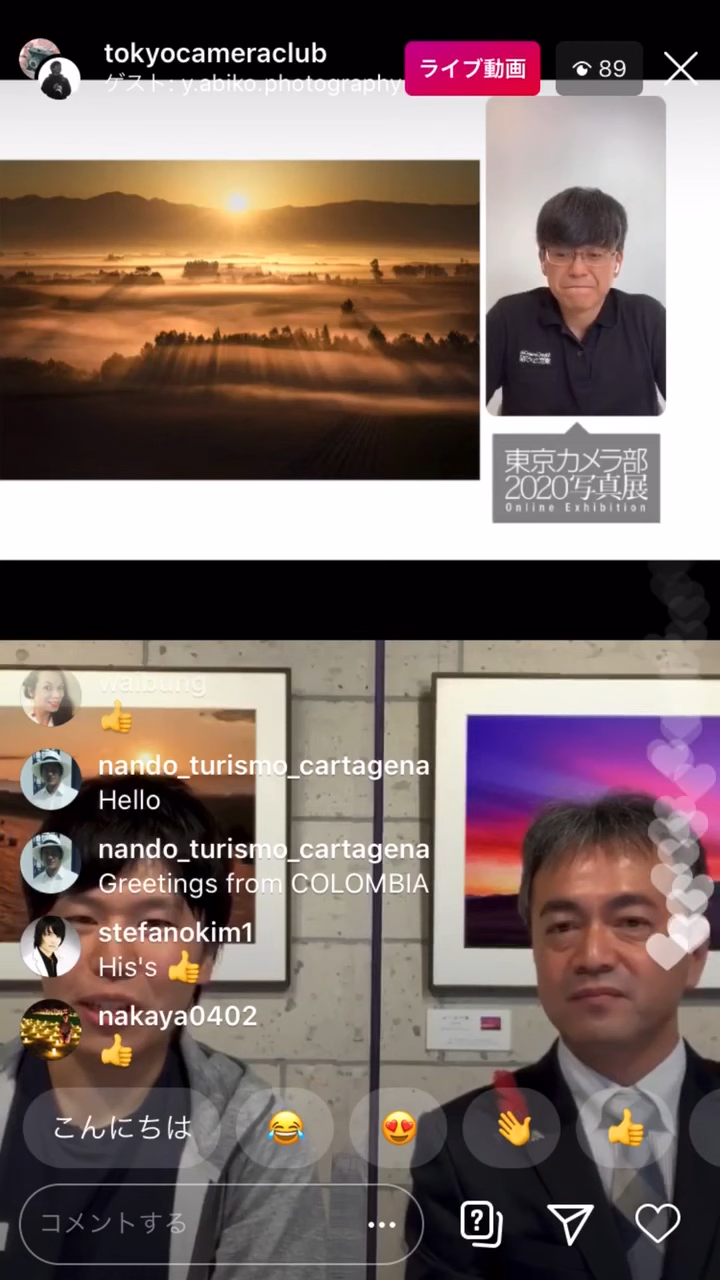 tokyocameraclub
ゲスト: y.abiko.photography
ライブ動画
89
東京カメラ部
2020写真展
Online Exhibition
waibung
👍
nando_turismo_cartagena
Hello
nando_turismo_cartagena
Greetings from COLOMBIA
stefanokim1
His's 👍
nakaya0402
👍
こんにちは 😂 😍 👋 👍
コメントする